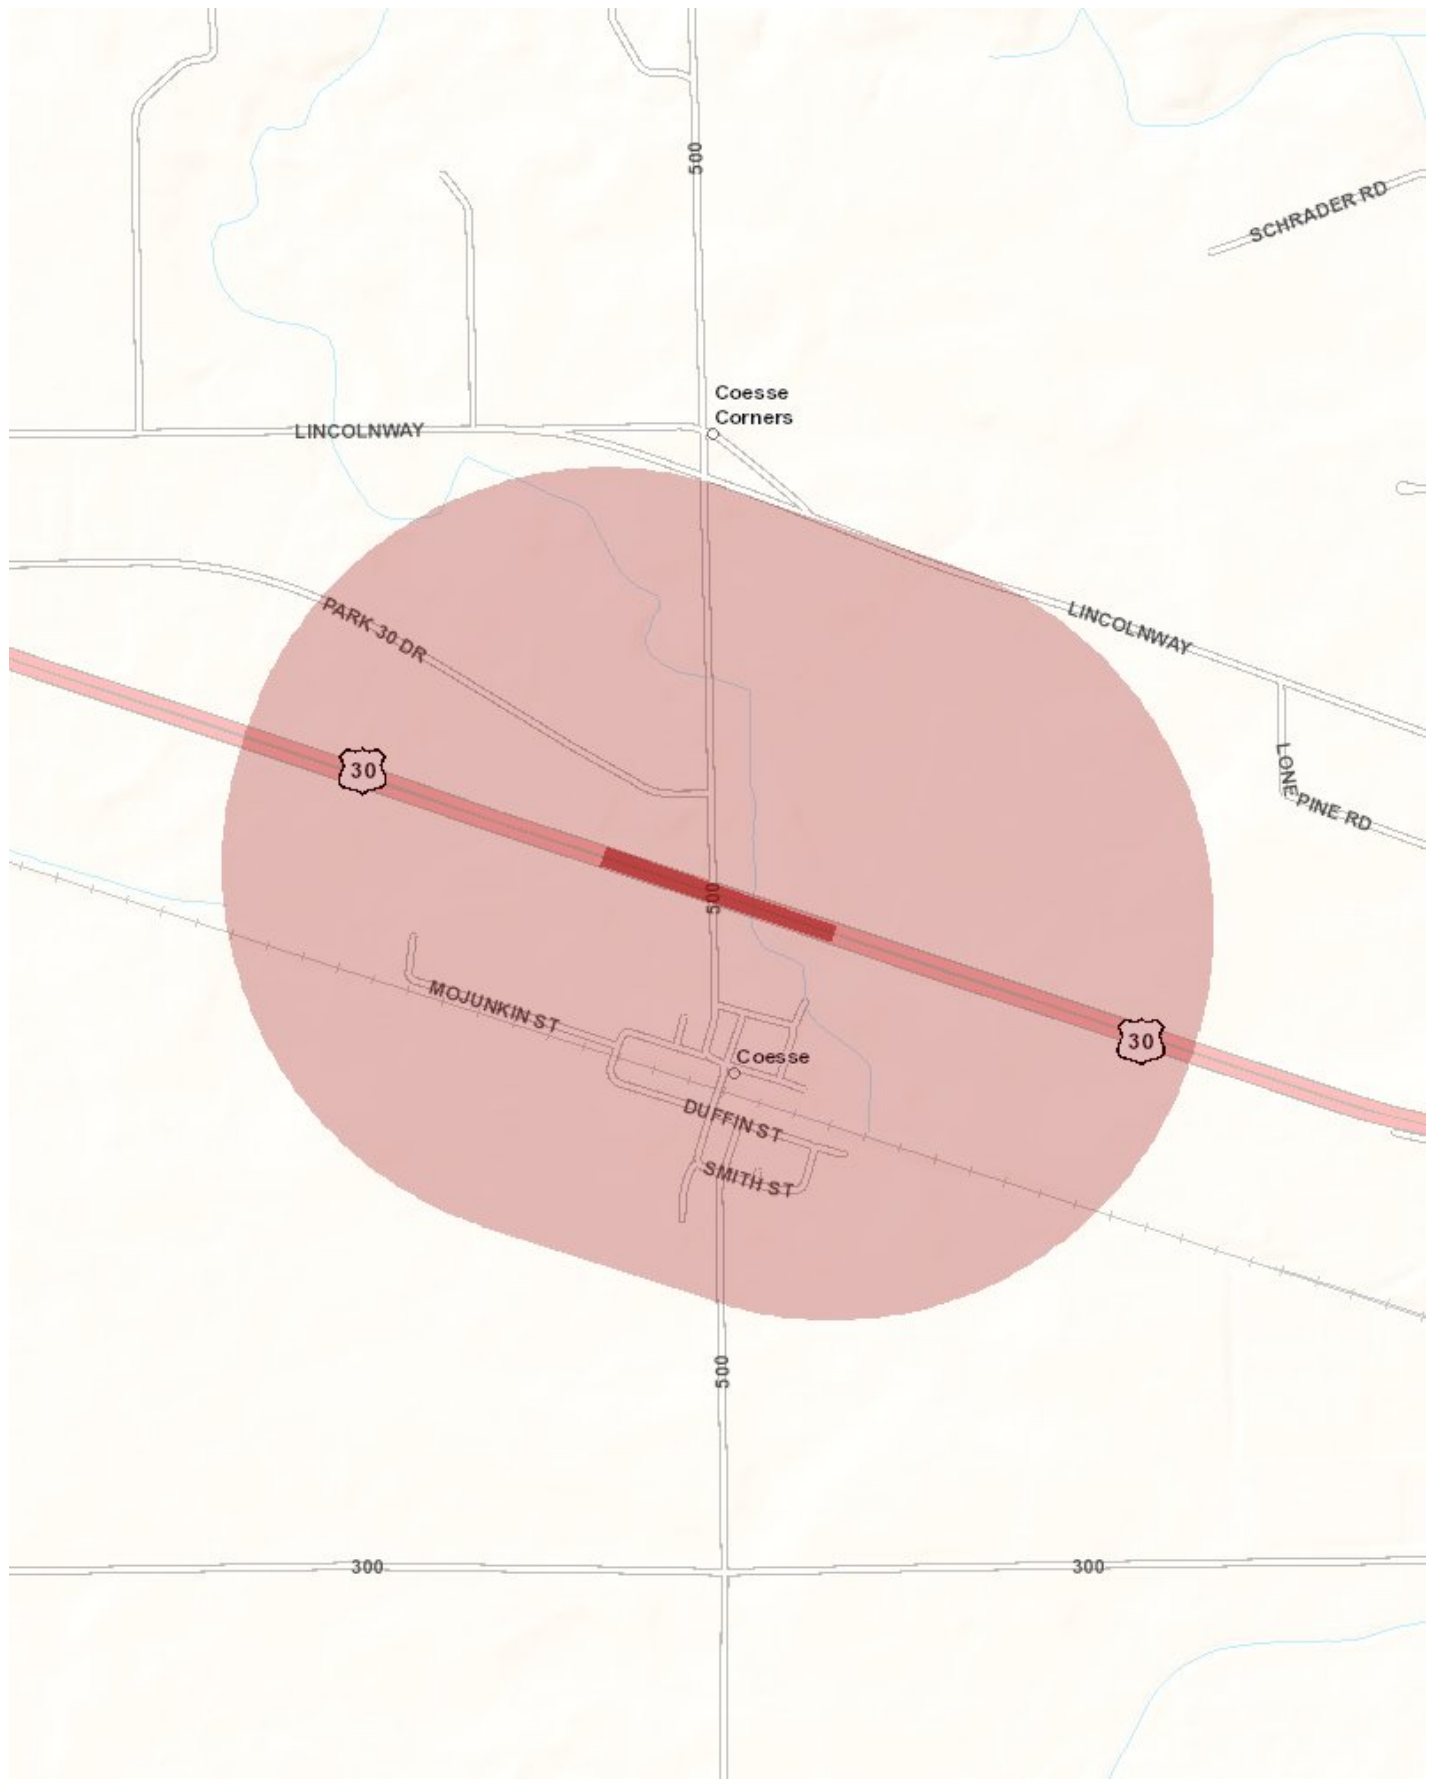 500
SCHRADER RD
Coesse
Corners
LINCOLNWAY
PARK 30 DR
LINCOLNWAY
30
LONE PINE RD
500
MOJUNKIN ST
30
Coesse
DUFFIN ST
SMITH ST
500
300
300